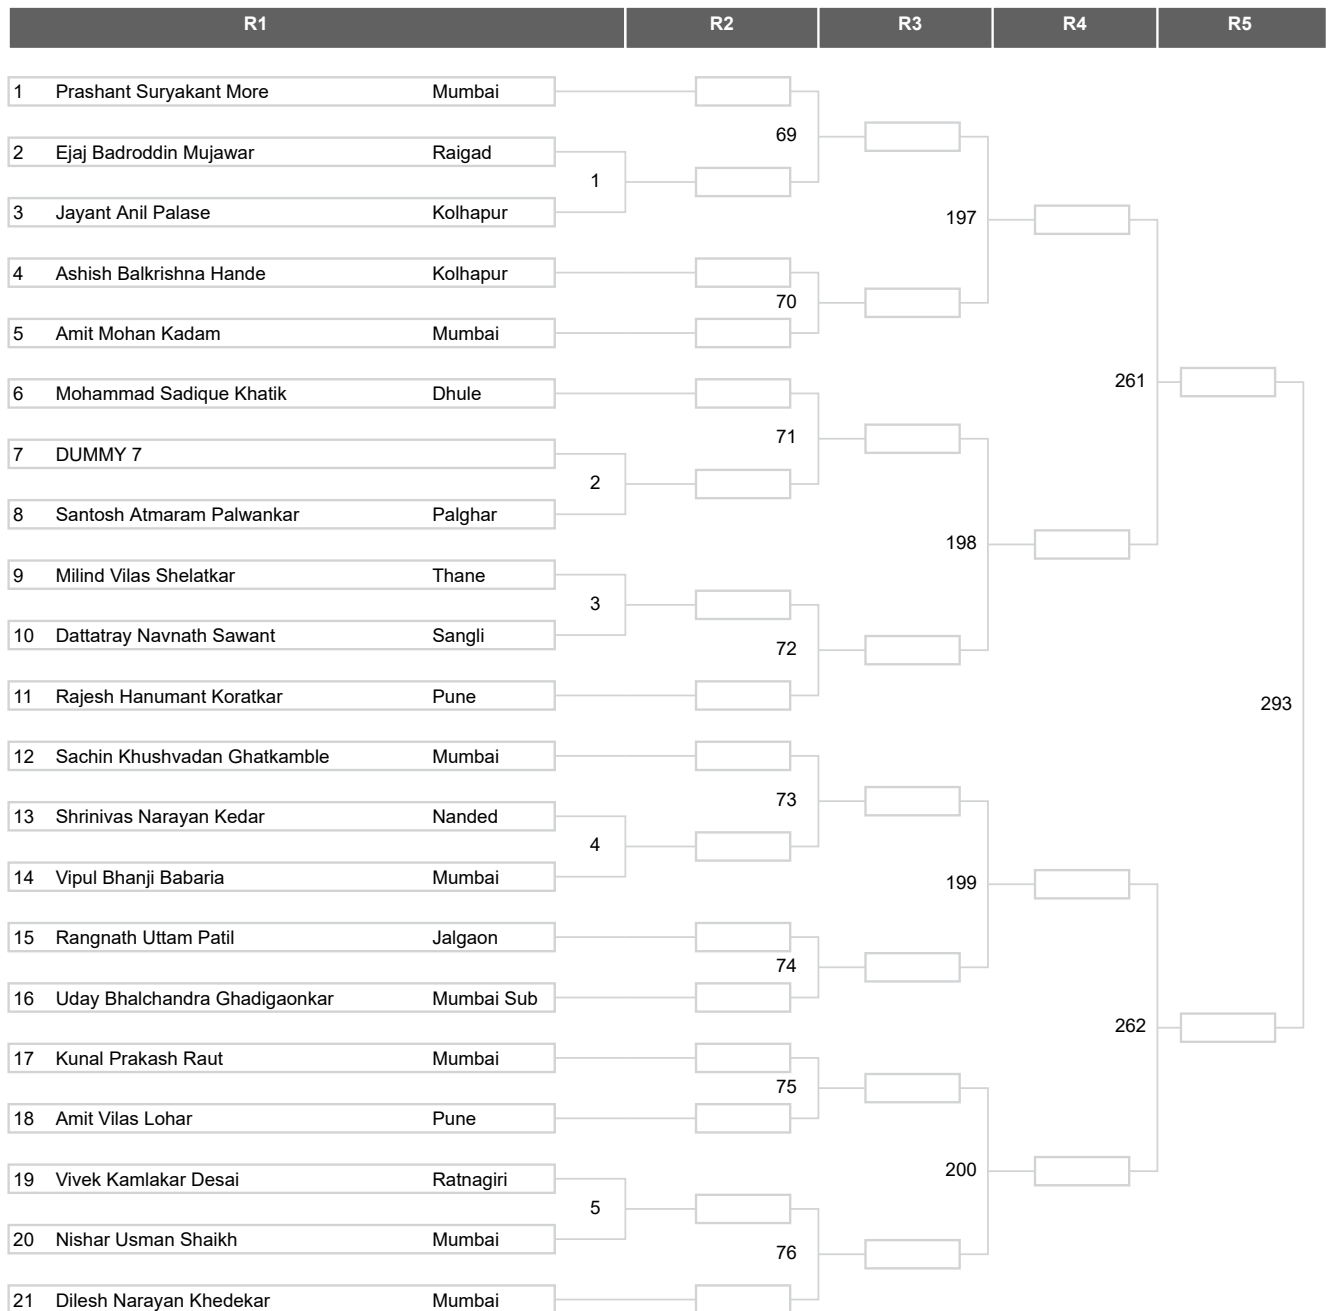 R1 R2 R3 R4 R5
1 Prashant Suryakant More Mumbai
69
2 Ejaj Badroddin Mujawar Raigad
1
3 Jayant Anil Palase Kolhapur
197
4 Ashish Balkrishna Hande Kolhapur
70
5 Amit Mohan Kadam Mumbai
261
6 Mohammad Sadique Khatik Dhule
71
7 DUMMY 7
2
8 Santosh Atmaram Palwankar Palghar
198
9 Milind Vilas Shelatkar Thane
3
10 Dattatray Navnath Sawant Sangli
72
11 Rajesh Hanumant Koratkar Pune
293
12 Sachin Khushvadan Ghatkamble Mumbai
73
13 Shrinivas Narayan Kedar Nanded
4
14 Vipul Bhanji Babaria Mumbai
199
15 Rangnath Uttam Patil Jalgaon
74
16 Uday Bhalchandra Ghadigaonkar Mumbai Sub
262
17 Kunal Prakash Raut Mumbai
75
18 Amit Vilas Lohar Pune
200
19 Vivek Kamlakar Desai Ratnagiri
5
20 Nishar Usman Shaikh Mumbai
76
21 Dilesh Narayan Khedekar Mumbai